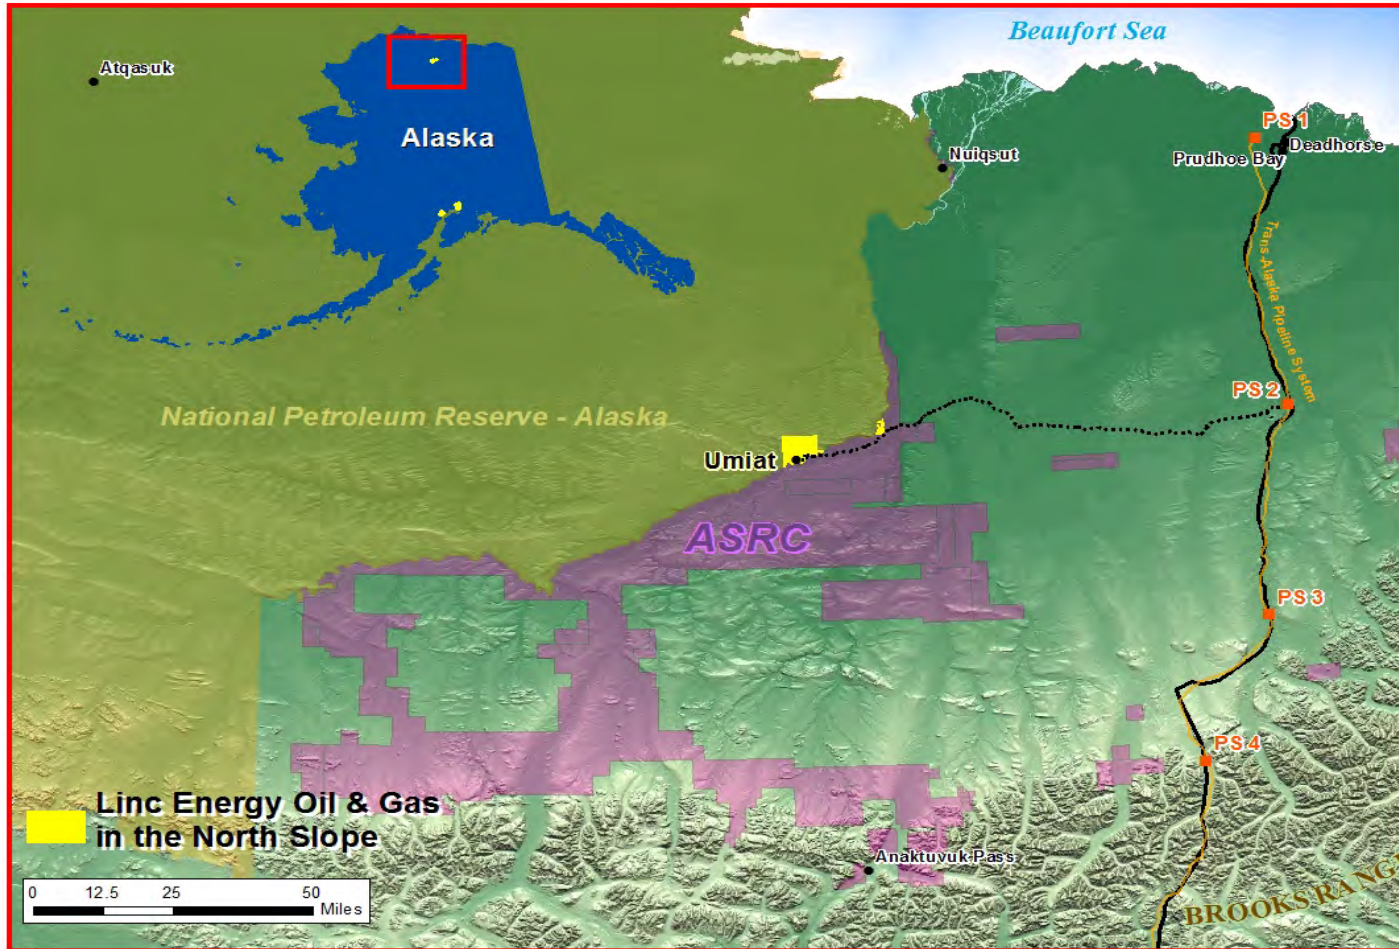 Beaufort Sea
Atqasuk
Alaska
PS 1
Deadhorse
Prudhoe Bay
Nuiqsut
Trans-Alaska Pipeline System
PS 2
National Petroleum Reserve - Alaska
Umiat
ASRC
PS 3
PS 4
Linc Energy Oil & Gas
in the North Slope
Anaktuvuk Pass
0 12.5 25 50
Miles
BROOKS RANG